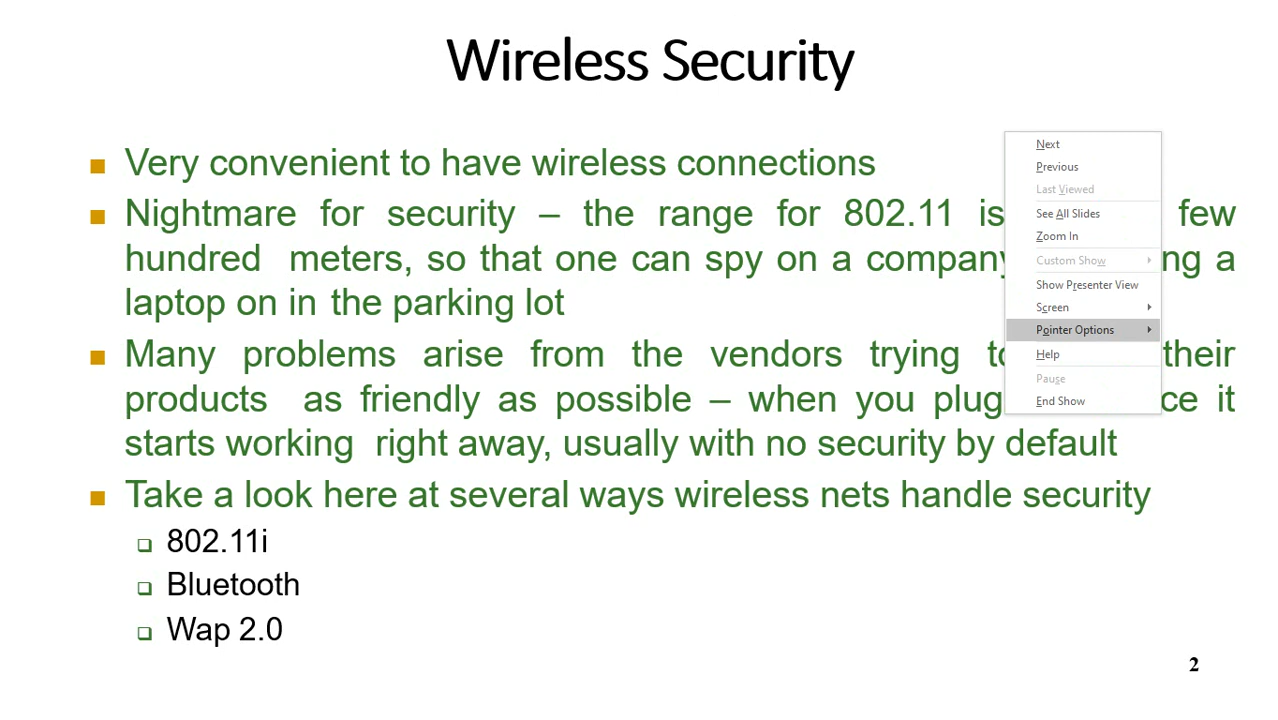 Wireless Security
Very convenient to have wireless connections
Nightmare for security – the range for 802.11 is few
hundred meters, so that one can spy on a company ng a
laptop on in the parking lot
Many problems arise from the vendors trying to their
products as friendly as possible – when you plug ce it
starts working right away, usually with no security by default
Take a look here at several ways wireless nets handle security
802.11i
Bluetooth
Wap 2.0
2
Next
Previous
Last Viewed
See All Slides
Zoom In
Custom Show
Show Presenter View
Screen
Pointer Options
Help
Pause
End Show